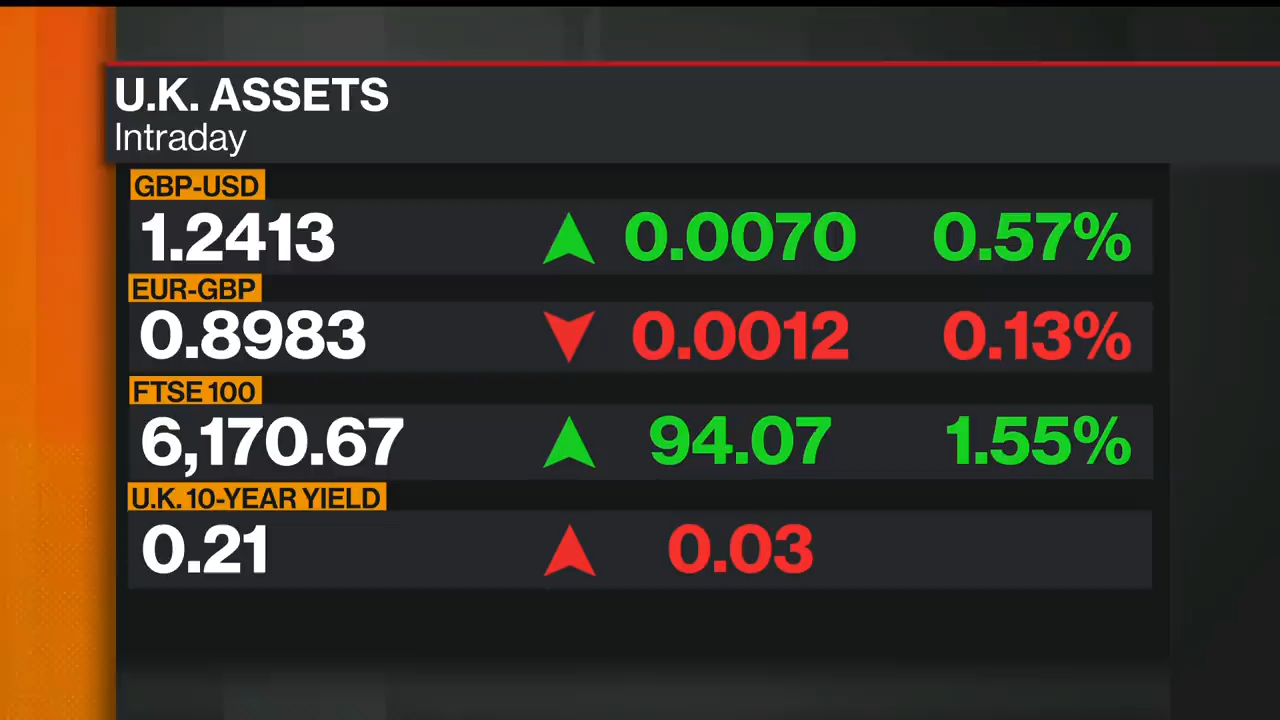 U.K. ASSETS
Intraday
GBP-USD
1.2413 ▲ 0.0070 0.57%
EUR-GBP
0.8983 ▼ 0.0012 0.13%
FTSE 100
6,170.67 ▲ 94.07 1.55%
U.K. 10-YEAR YIELD
0.21 ▲ 0.03